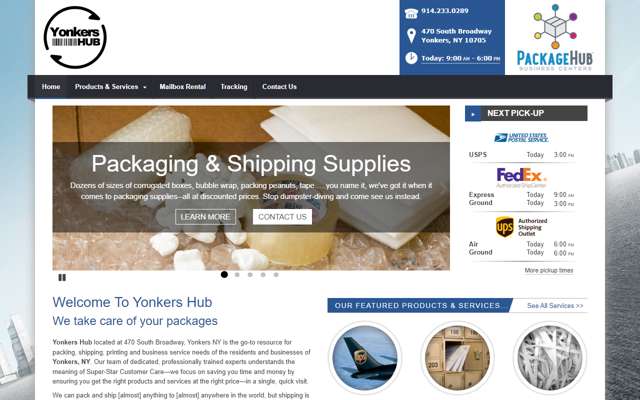 Yonkers
HUB
914.233.0289
470 South Broadway
Yonkers, NY 10705
Today: 9:00 AM - 6:00 PM
PACKAGEHUB
BUSINESS CENTERS
Home
Products & Services
Mailbox Rental
Tracking
Contact Us
Packaging & Shipping Supplies
Dozens of sizes of corrugated boxes, bubble wrap, packing peanuts, tape ... you name it, we've got it when it
comes to packaging supplies--all at discounted prices. Stop dumpster-diving and come see us instead.
LEARN MORE
CONTACT US
NEXT PICK-UP
UNITED STATES
POSTAL SERVICE
USPS Today 3:00 PM
FedEx
Authorized ShipCenter
Express Today 9:00 AM
Ground Today 3:00 PM
ups
Authorized
Shipping
Outlet
Air Today 6:00 PM
Ground Today 6:00 PM
More pickup times
Welcome To Yonkers Hub
We take care of your packages
Yonkers Hub located at 470 South Broadway, Yonkers NY is the go-to resource for
packing, shipping, printing and business service needs of the residents and businesses of
Yonkers, NY. Our team of dedicated, professionally trained experts understands the
meaning of Super-Star Customer Care—we focus on saving you time and money by
ensuring you get the right products and services at the right price—in a single, quick visit.
We can pack and ship [almost] anything to [almost] anywhere in the world, but shipping is
OUR FEATURED PRODUCTS & SERVICES...
See All Services >>